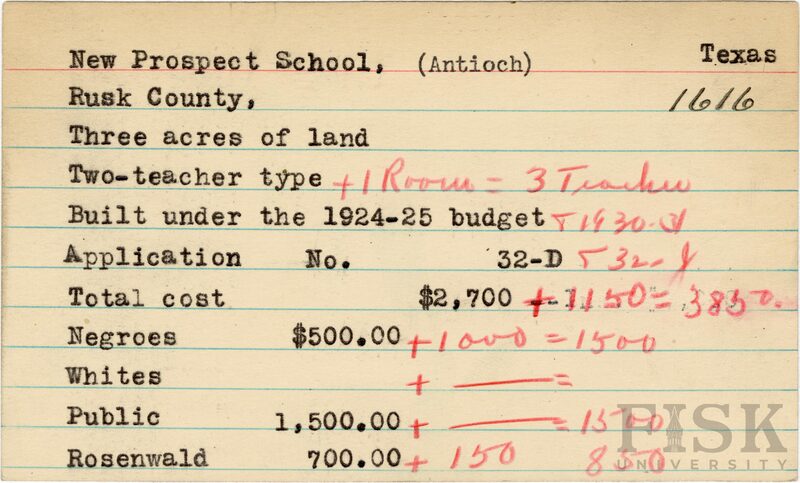 New Prospect School, (Antioch) Texas
Rusk County, 1616
Three acres of land
Two-teacher type +1 Room = 3 Teacher
Built under the 1924-25 budget & 1930-31
Application No. 32-D & 32-J
Total cost $2,700 + 1150 = 3850.
Negroes $500.00 + 1000 = 1500
Whites + —— =
Public 1,500.00 + —— = 1500
Rosenwald 700.00 + 150 850
FISK
UNIVERSITY